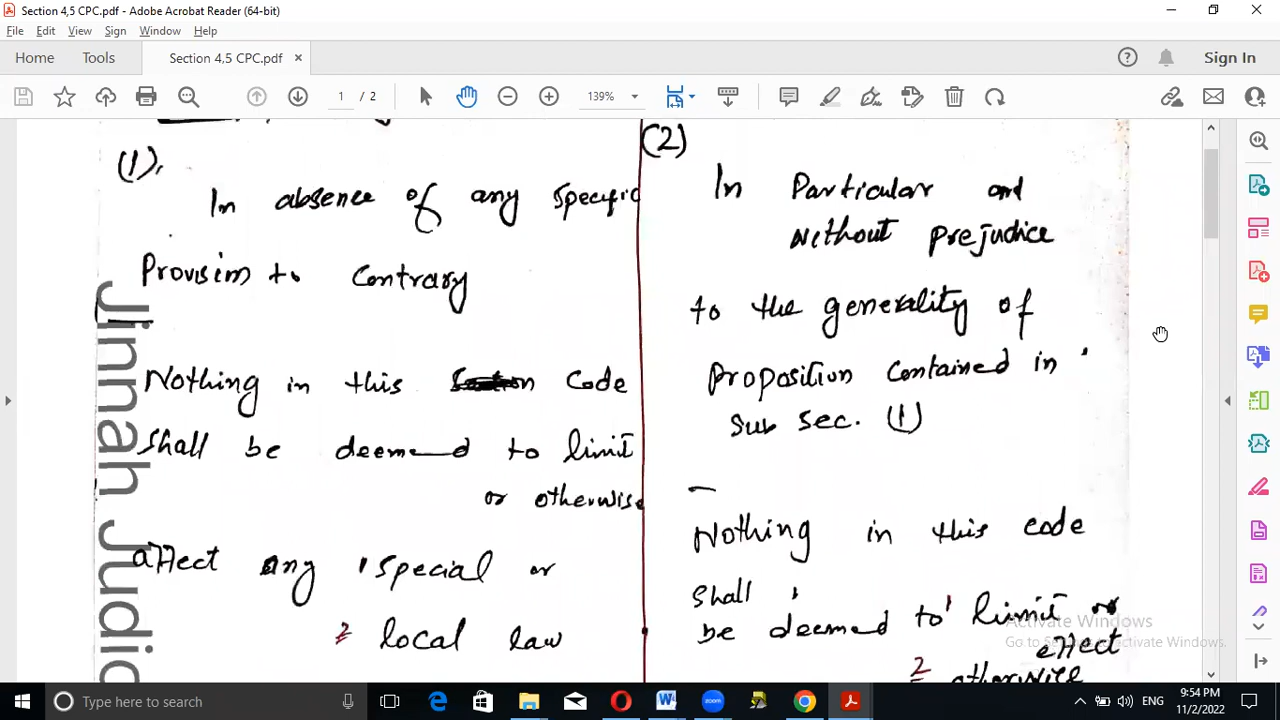 Section 4,5 CPC.pdf - Adobe Acrobat Reader (64-bit)
File Edit View Sign Window Help
Home Tools Section 4,5 CPC.pdf ×
Sign In
1 / 2
139%
(1).
In absence of any specific
Provision to contrary
Nothing in this Code
shall be deemed to limit
or otherwise
affect any 1 special or
2 local law
(2)
In Particular and
without prejudice
to the generality of
Proposition contained in
Sub sec. (1)
Nothing in this code
shall
be deemed to 1 limit or
effect
2 otherwise
Jinnah Judic
Activate Windows
Go to Settings to activate Windows.
Type here to search
ENG
9:54 PM
11/2/2022